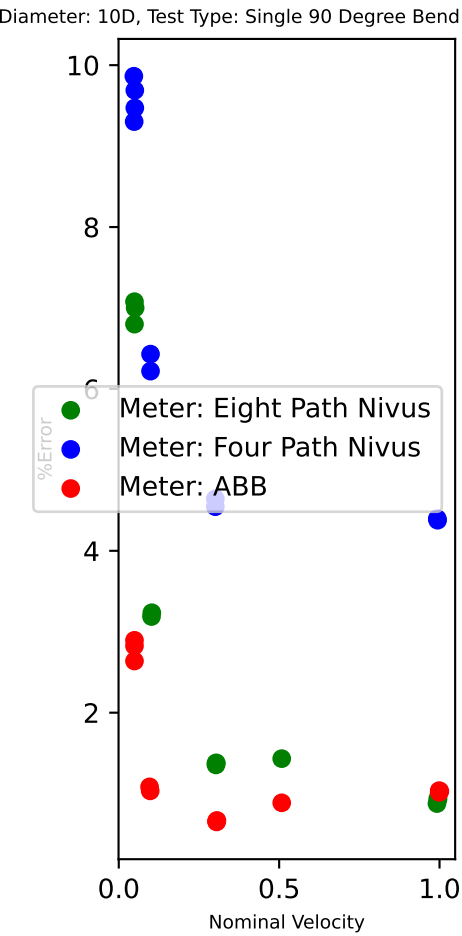 Diameter: 10D, Test Type: Single 90 Degree Bend
10
8
6
4
2
%Error
Meter: Eight Path Nivus
Meter: Four Path Nivus
Meter: ABB
0.0 0.5 1.0
Nominal Velocity